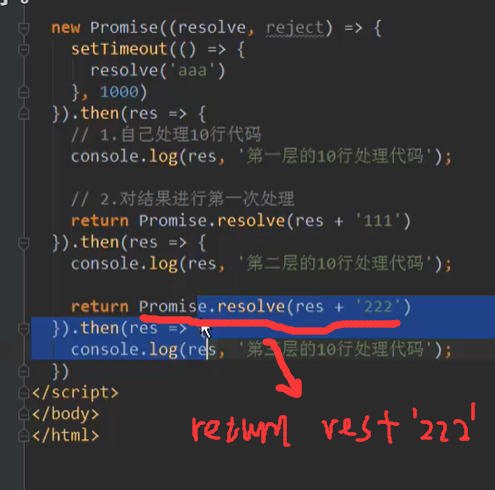 new Promise((resolve, reject) => {
setTimeout(() => {
resolve('aaa')
}, 1000)
}).then(res => {
// 1.自己处理10行代码
console.log(res, '第一层的10行处理代码');
// 2.对结果进行第一次处理
return Promise.resolve(res + '111')
}).then(res => {
console.log(res, '第二层的10行处理代码');
return Promise.resolve(res + '222')
}).then(res =>
console.log(res, '第三层的10行处理代码');
})
</script>
</body>
</html>
return res+'222'